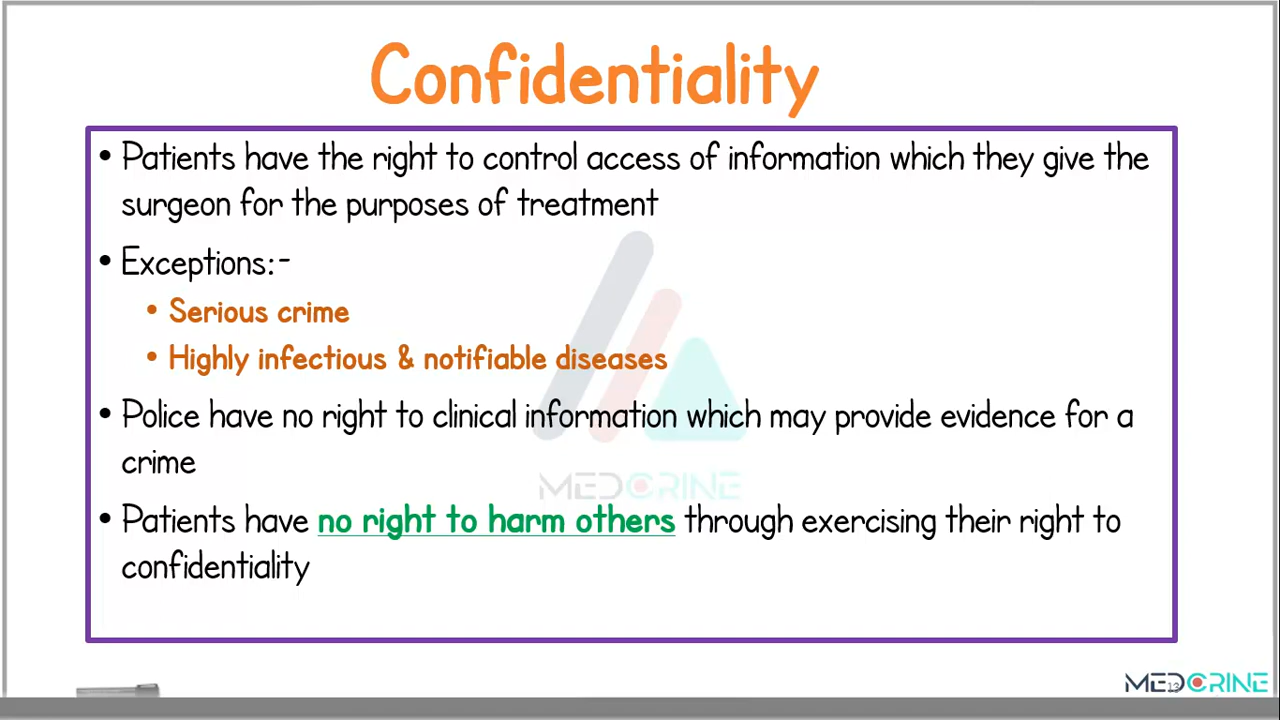 Confidentiality
• Patients have the right to control access of information which they give the
surgeon for the purposes of treatment
• Exceptions:-
• Serious crime
• Highly infectious & notifiable diseases
• Police have no right to clinical information which may provide evidence for a
crime
• Patients have no right to harm others through exercising their right to
confidentiality
MEDCRINE
MEDCRINE